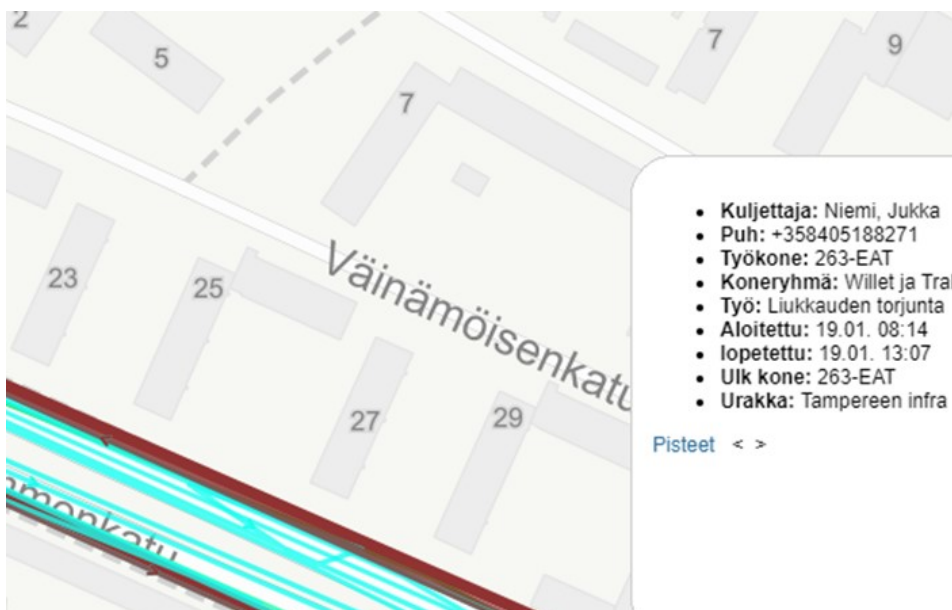 2
5
7
7
9
23
25
Väinämöisenkatu
27
29
• Kuljettaja: Niemi, Jukka
• Puh: +358405188271
• Työkone: 263-EAT
• Koneryhmä: Willet ja
• Työ: Liukkauden torjunta
• Aloitettu: 19.01. 08:14
• lopetettu: 19.01. 13:07
• Ulk kone: 263-EAT
• Urakka: Tampereen infra
Pisteet < >